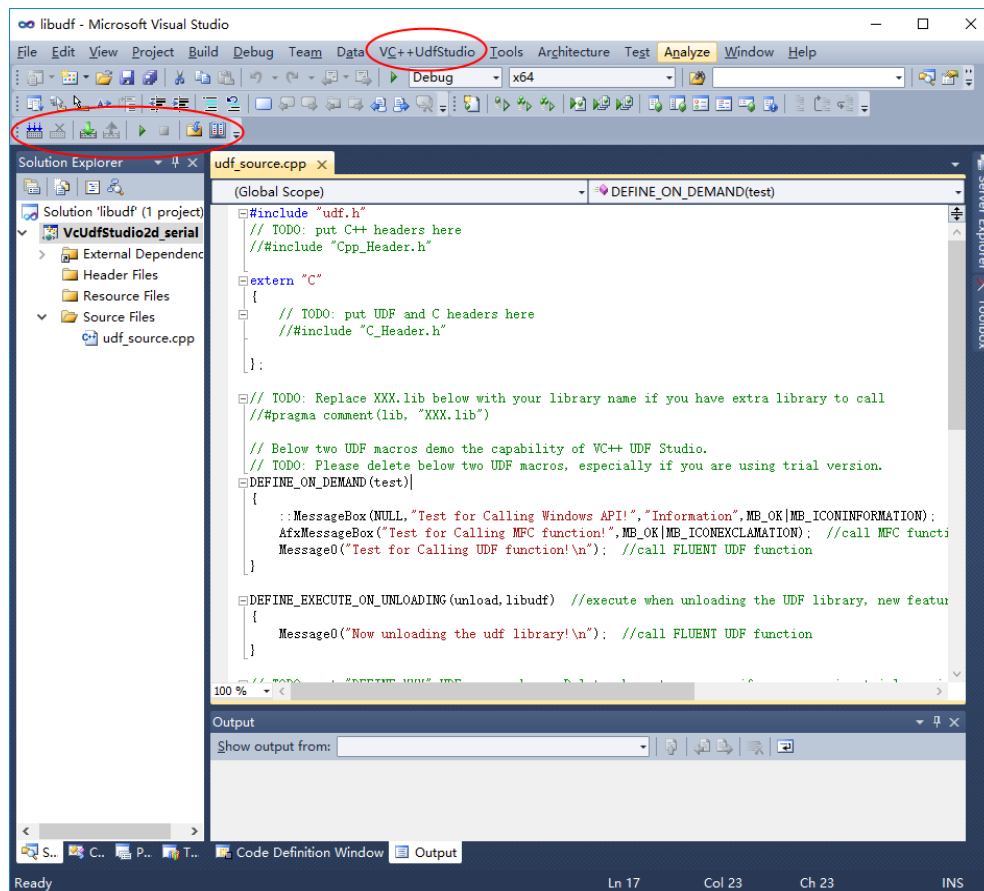 libudf - Microsoft Visual Studio
File Edit View Project Build Debug Team Data VC++UdfStudio Tools Architecture Test Analyze Window Help
Debug x64
Solution Explorer
udf_source.cpp
(Global Scope) DEFINE_ON_DEMAND(test)
Solution 'libudf' (1 project)
VcUdfStudio2d_serial
External Dependenc
Header Files
Resource Files
Source Files
udf_source.cpp
#include "udf.h"
// TODO: put C++ headers here
//#include "Cpp_Header.h"
extern "C"
{
// TODO: put UDF and C headers here
//#include "C_Header.h"
};
// TODO: Replace XXX.lib below with your library name if you have extra library to call
//#pragma comment(lib, "XXX.lib")
// Below two UDF macros demo the capability of VC++ UDF Studio.
// TODO: Please delete below two UDF macros, especially if you are using trial version.
DEFINE_ON_DEMAND(test)
{
::MessageBox(NULL,"Test for Calling Windows API!","Information",MB_OK|MB_ICONINFORMATION);
AfxMessageBox("Test for Calling MFC function!",MB_OK|MB_ICONEXCLAMATION); //call MFC functi
Message0("Test for Calling UDF function!\n"); //call FLUENT UDF function
}
DEFINE_EXECUTE_ON_UNLOADING(unload,libudf) //execute when unloading the UDF library, new featur
{
Message0("Now unloading the udf library!\n"); //call FLUENT UDF function
}
100 %
Output
Show output from:
S... C... P... T... Code Definition Window Output
Ready Ln 17 Col 23 Ch 23 INS
Server Explorer
Toolbox